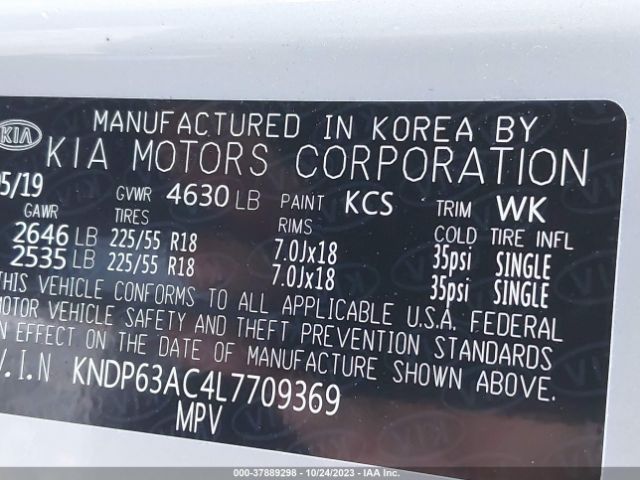 KIA MANUFACTURED IN KOREA BY
KIA MOTORS CORPORATION
05/19 GVWR 4630 LB PAINT KCS TRIM WK
GAWR TIRES RIMS COLD TIRE INFL
2646 LB 225/55 R18 7.0Jx18 35psi SINGLE
2535 LB 225/55 R18 7.0Jx18 35psi SINGLE
THIS VEHICLE CONFORMS TO ALL APPLICABLE U.S.A. FEDERAL
MOTOR VEHICLE SAFETY AND THEFT PREVENTION STANDARDS
IN EFFECT ON THE DATE OF MANUFACTURE SHOWN ABOVE.
V.I.N KNDP63AC4L7709369
MPV
000-37889298 - 10/24/2023 - IAAI.com